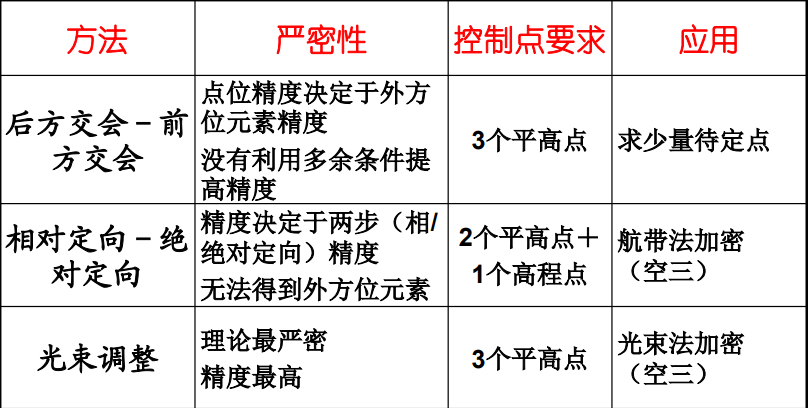 方法 严密性 控制点要求 应用
后方交会－前
方交会
点位精度决定于外方
位元素精度
没有利用多余条件提
高精度
3个平高点
求少量待定点
相对定向－绝
对定向
精度决定于两步（相/
绝对定向）精度
无法得到外方位元素
2个平高点＋
1个高程点
航带法加密
（空三）
光束调整
理论最严密
精度最高
3个平高点
光束法加密
（空三）